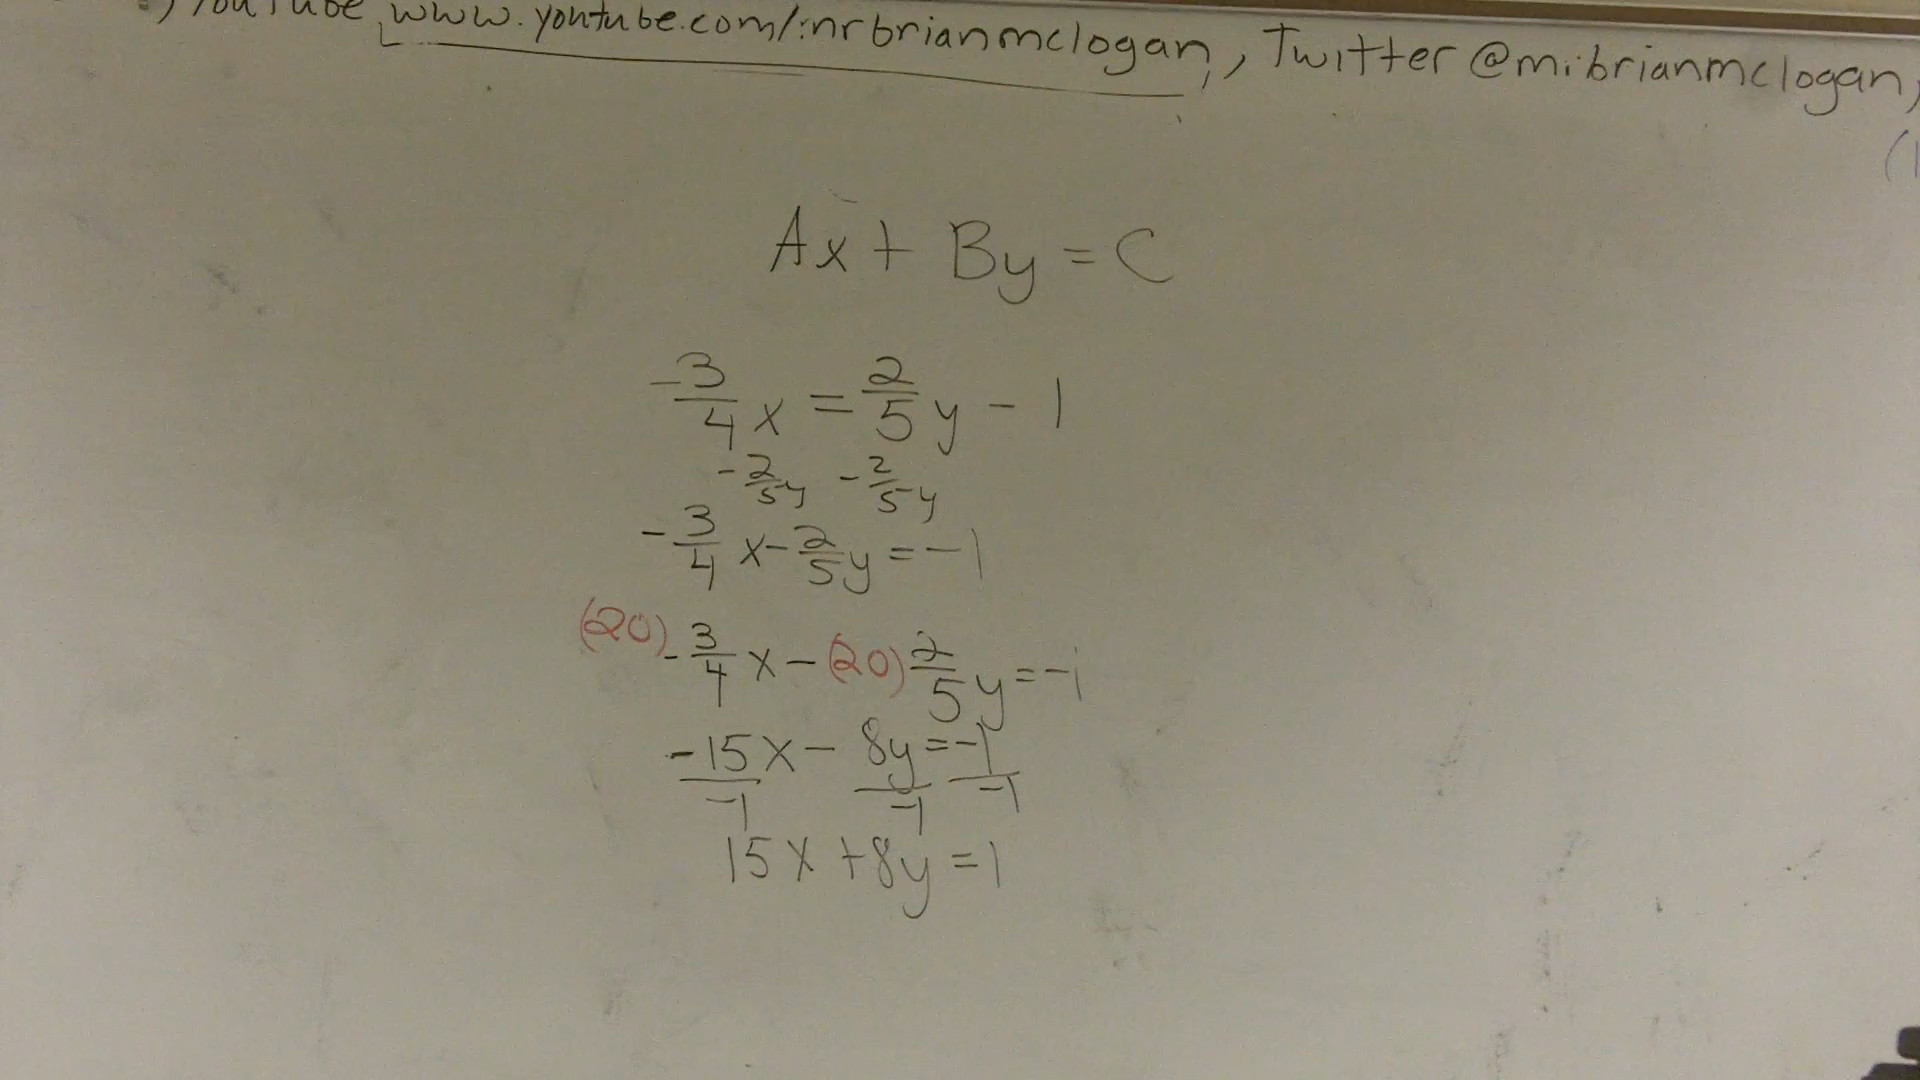 YouTube www.youtube.com/mrbrianmclogan, Twitter @mrbrianmclogan,
Ax + By = C
-3/4 x = 2/5 y - 1
-2/5 y -2/5 y
-3/4 x - 2/5 y = -1
(20) -3/4 x - (20) 2/5 y = -1
-15x - 8y = -1
-1 -1 -1
15x + 8y = 1